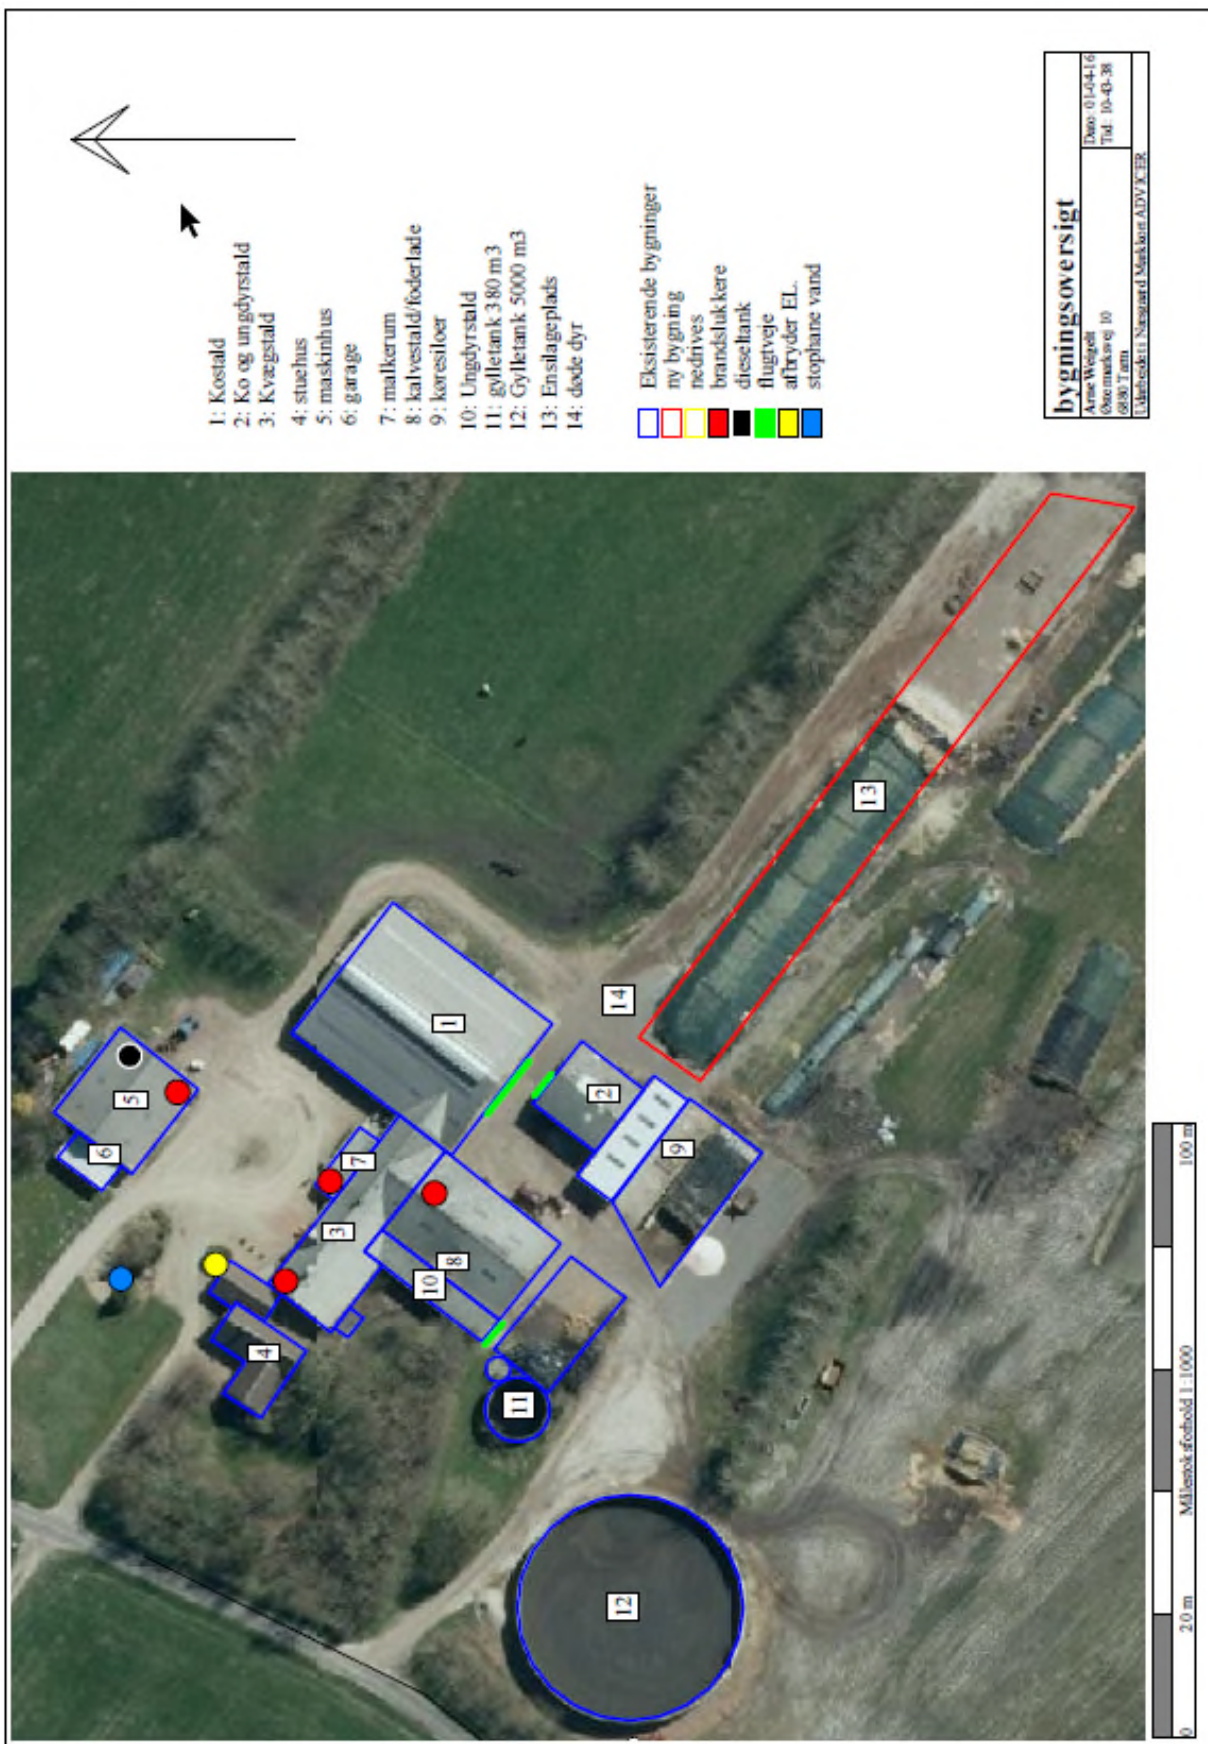 1: Kostald
2: Ko og ungdyrstald
3: Kvægstald
4: stuehus
5: maskinhus
6: garage
7: malkerum
8: kalvestald/foderlade
9: køresiloer
10: Ungdyrstald
11: gylletank 380 m3
12: Gylletank 5000 m3
13: Ensilageplads
14: døde dyr
Eksisterende bygninger
ny bygning
nedrives
brandslukkere
dieseltank
flugtveje
afbryder EL.
stophane vand
bygningsoversigt
Arne Weigelt
Østermarksvej 10
6880 Tarm
Dato: 01-04-16
Tid: 10-43-38
Udarbejdet i Næsgaard Markkort ADVICER
6
5
4
3
7
1
10
8
11
2
14
9
12
13
0
20 m
Målestoksforhold 1:1000
100 m